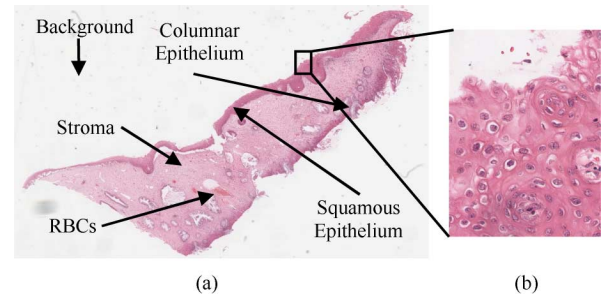 Background
Columnar
Epithelium
Stroma
RBCs
Squamous
Epithelium
(a)
(b)